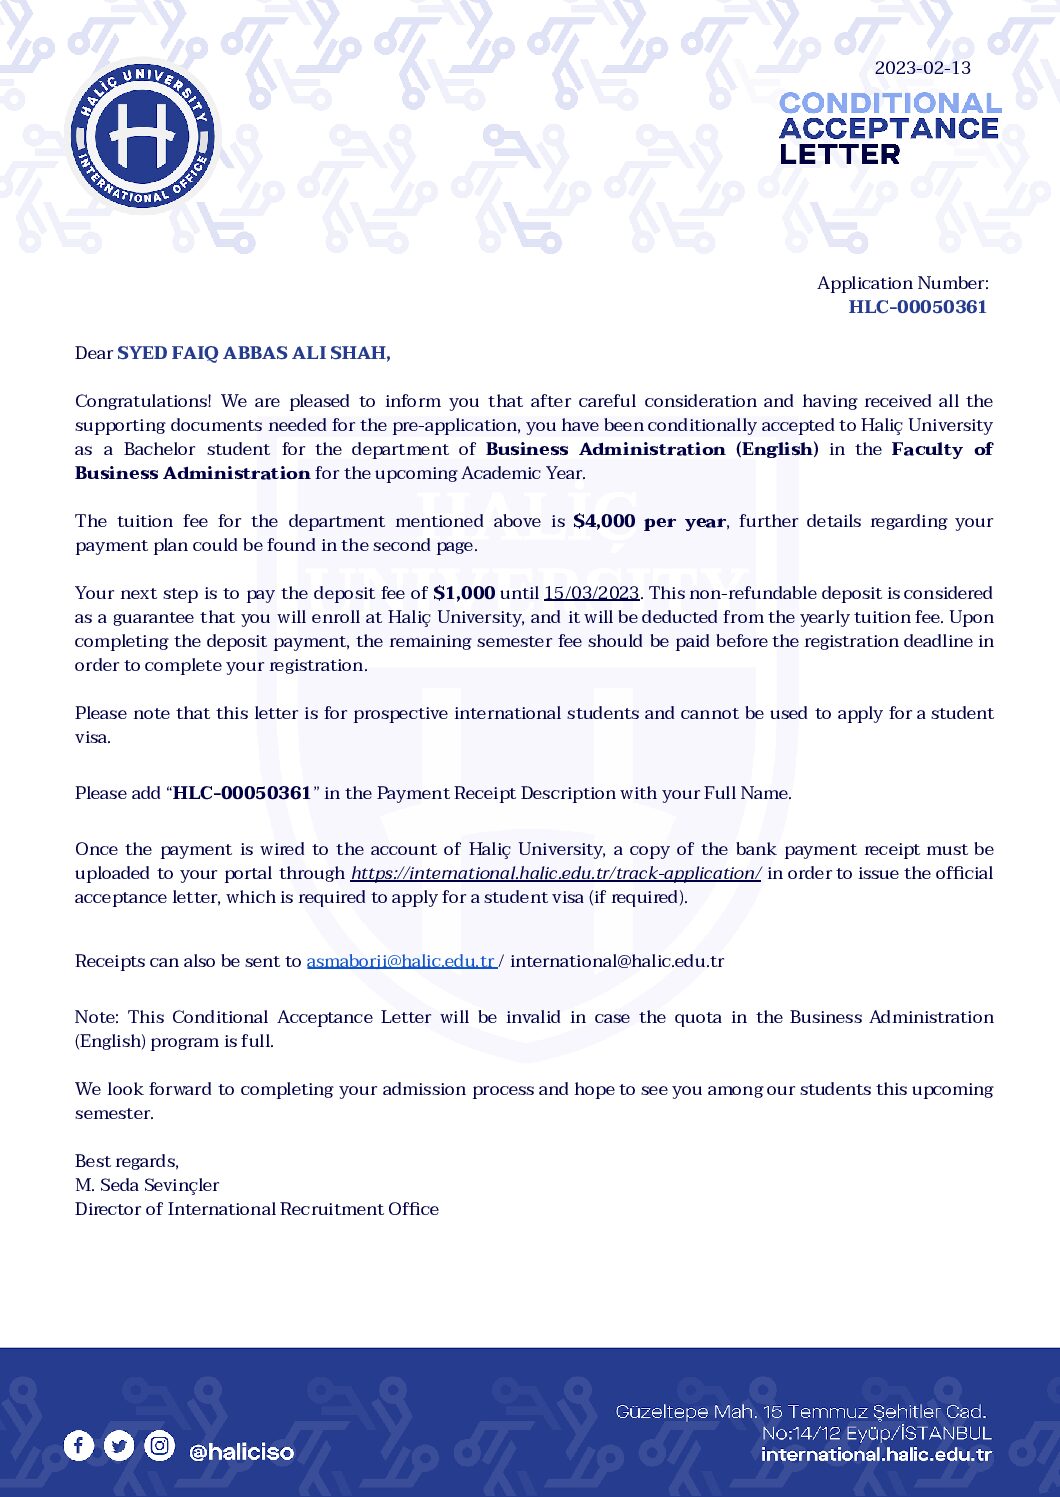 HALİÇ UNIVERSITY
INTERNATIONAL OFFICE
2023-02-13
CONDITIONAL
ACCEPTANCE
LETTER
Application Number:
HLC-00050361
Dear SYED FAIQ ABBAS ALI SHAH,
Congratulations! We are pleased to inform you that after careful consideration and having received all the
supporting documents needed for the pre-application, you have been conditionally accepted to Haliç University
as a Bachelor student for the department of Business Administration (English) in the Faculty of
Business Administration for the upcoming Academic Year.
The tuition fee for the department mentioned above is $4,000 per year, further details regarding your
payment plan could be found in the second page.
Your next step is to pay the deposit fee of $1,000 until 15/03/2023. This non-refundable deposit is considered
as a guarantee that you will enroll at Haliç University, and it will be deducted from the yearly tuition fee. Upon
completing the deposit payment, the remaining semester fee should be paid before the registration deadline in
order to complete your registration.
Please note that this letter is for prospective international students and cannot be used to apply for a student
visa.
Please add “HLC-00050361” in the Payment Receipt Description with your Full Name.
Once the payment is wired to the account of Haliç University, a copy of the bank payment receipt must be
uploaded to your portal through https://international.halic.edu.tr/track-application/ in order to issue the official
acceptance letter, which is required to apply for a student visa (if required).
Receipts can also be sent to asmaborji@halic.edu.tr / international@halic.edu.tr
Note: This Conditional Acceptance Letter will be invalid in case the quota in the Business Administration
(English) program is full.
We look forward to completing your admission process and hope to see you among our students this upcoming
semester.
Best regards,
M. Seda Sevinçler
Director of International Recruitment Office
HALİÇ
UNIVERSITY
Güzeltepe Mah. 15 Temmuz Şehitler Cad.
No:14/12 Eyüp/İSTANBUL
international.halic.edu.tr
@haliciso